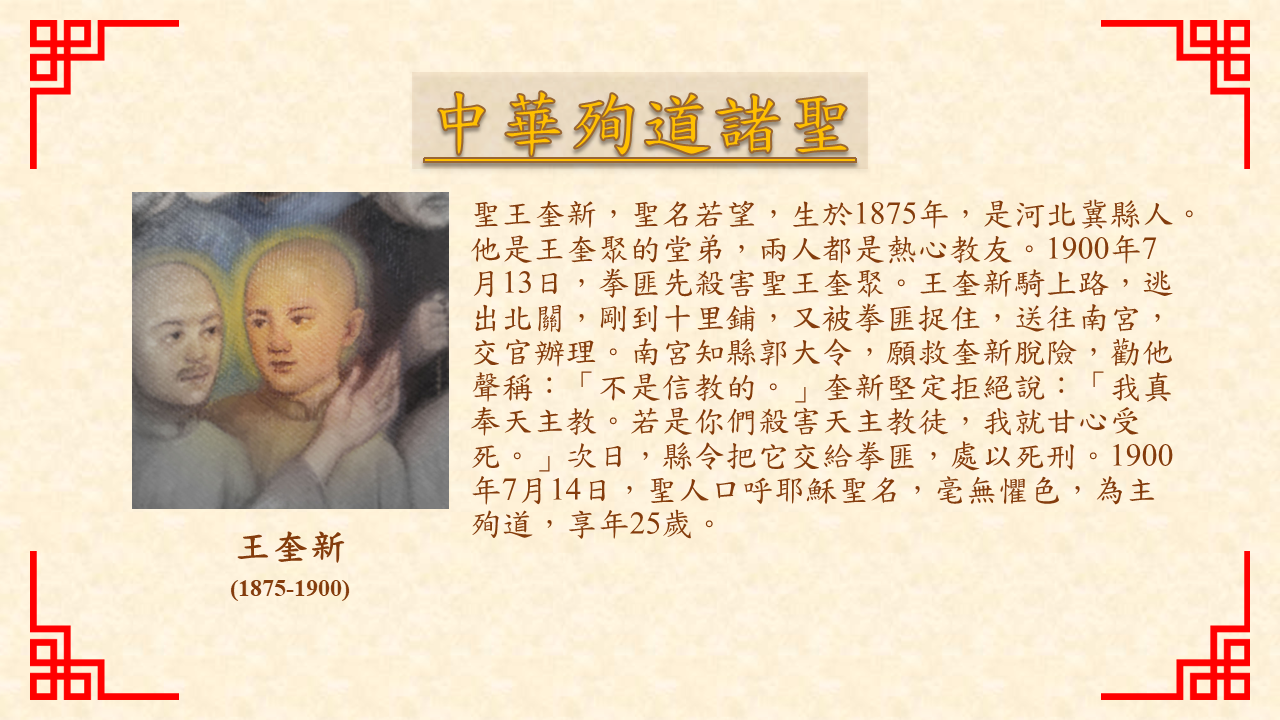 中華殉道諸聖
聖王奎新，聖名若望，生於1875年，是河北冀縣人。
他是王奎聚的堂弟，兩人都是熱心教友。1900年7
月13日，拳匪先殺害聖王奎聚。王奎新騎上路，逃
出北關，剛到十里鋪，又被拳匪捉住，送往南宮，
交官辦理。南宮知縣郭大令，願救奎新脫險，勸他
聲稱：「不是信教的。」奎新堅定拒絕說：「我真
奉天主教。若是你們殺害天主教徒，我就甘心受
死。」次日，縣令把它交給拳匪，處以死刑。1900
年7月14日，聖人口呼耶穌聖名，毫無懼色，為主
殉道，享年25歲。
王奎新
(1875-1900)